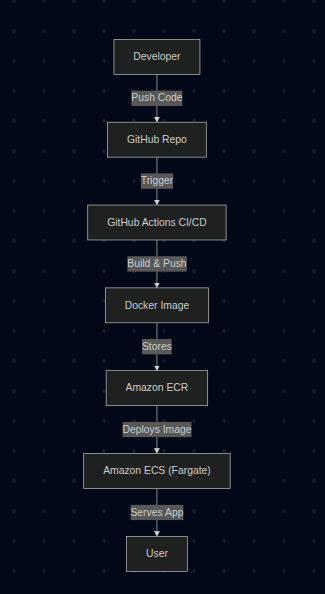 Developer
Push Code
GitHub Repo
Trigger
GitHub Actions CI/CD
Build & Push
Docker Image
Stores
Amazon ECR
Deploys Image
Amazon ECS (Fargate)
Serves App
User